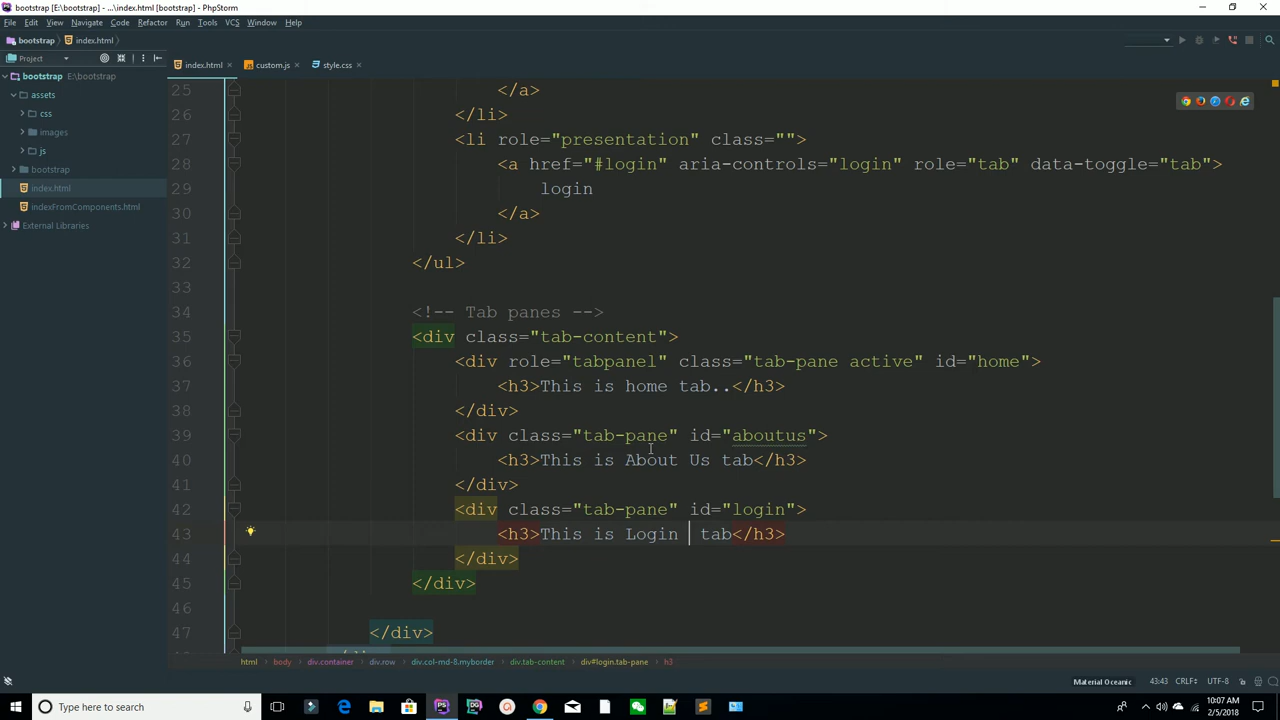 bootstrap [E:\bootstrap] - ...\index.html [bootstrap] - PhpStorm
File Edit View Navigate Code Refactor Run Tools VCS Window Help
bootstrap index.html
Project
index.html custom.js style.css
bootstrap E:\bootstrap
assets
css
images
js
bootstrap
index.html
indexFromComponents.html
External Libraries
25 </a>
26 </li>
27 <li role="presentation" class="">
28 <a href="#login" aria-controls="login" role="tab" data-toggle="tab">
29 login
30 </a>
31 </li>
32 </ul>
33
34 <!-- Tab panes -->
35 <div class="tab-content">
36 <div role="tabpanel" class="tab-pane active" id="home">
37 <h3>This is home tab..</h3>
38 </div>
39 <div class="tab-pane" id="aboutus">
40 <h3>This is About Us tab</h3>
41 </div>
42 <div class="tab-pane" id="login">
43 <h3>This is Login  tab</h3>
44 </div>
45 </div>
46
47 </div>
html body div.container div.row div.col-md-8.myborder div.tab-content div#login.tab-pane h3
Material Oceanic 43:43 CRLF UTF-8
Type here to search
10:07 AM
2/5/2018